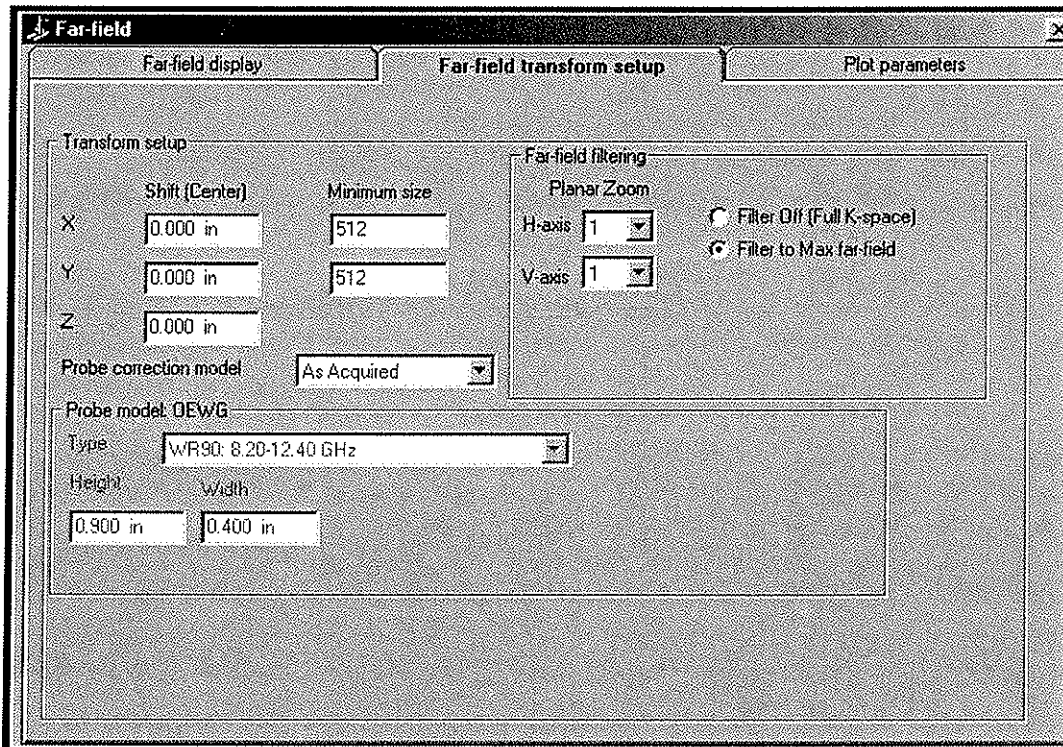 Far-field
Far-field display
Far-field transform setup
Plot parameters
Transform setup
Shift (Center)
Minimum size
X
0.000 in
512
Y
0.000 in
512
Z
0.000 in
Probe correction model
As Acquired
Far-field filtering
Planar Zoom
H-axis
1
V-axis
1
Filter Off (Full K-space)
Filter to Max far-field
Probe model: OEWG
Type
WR90: 8.20-12.40 GHz
Height
Width
0.900 in
0.400 in